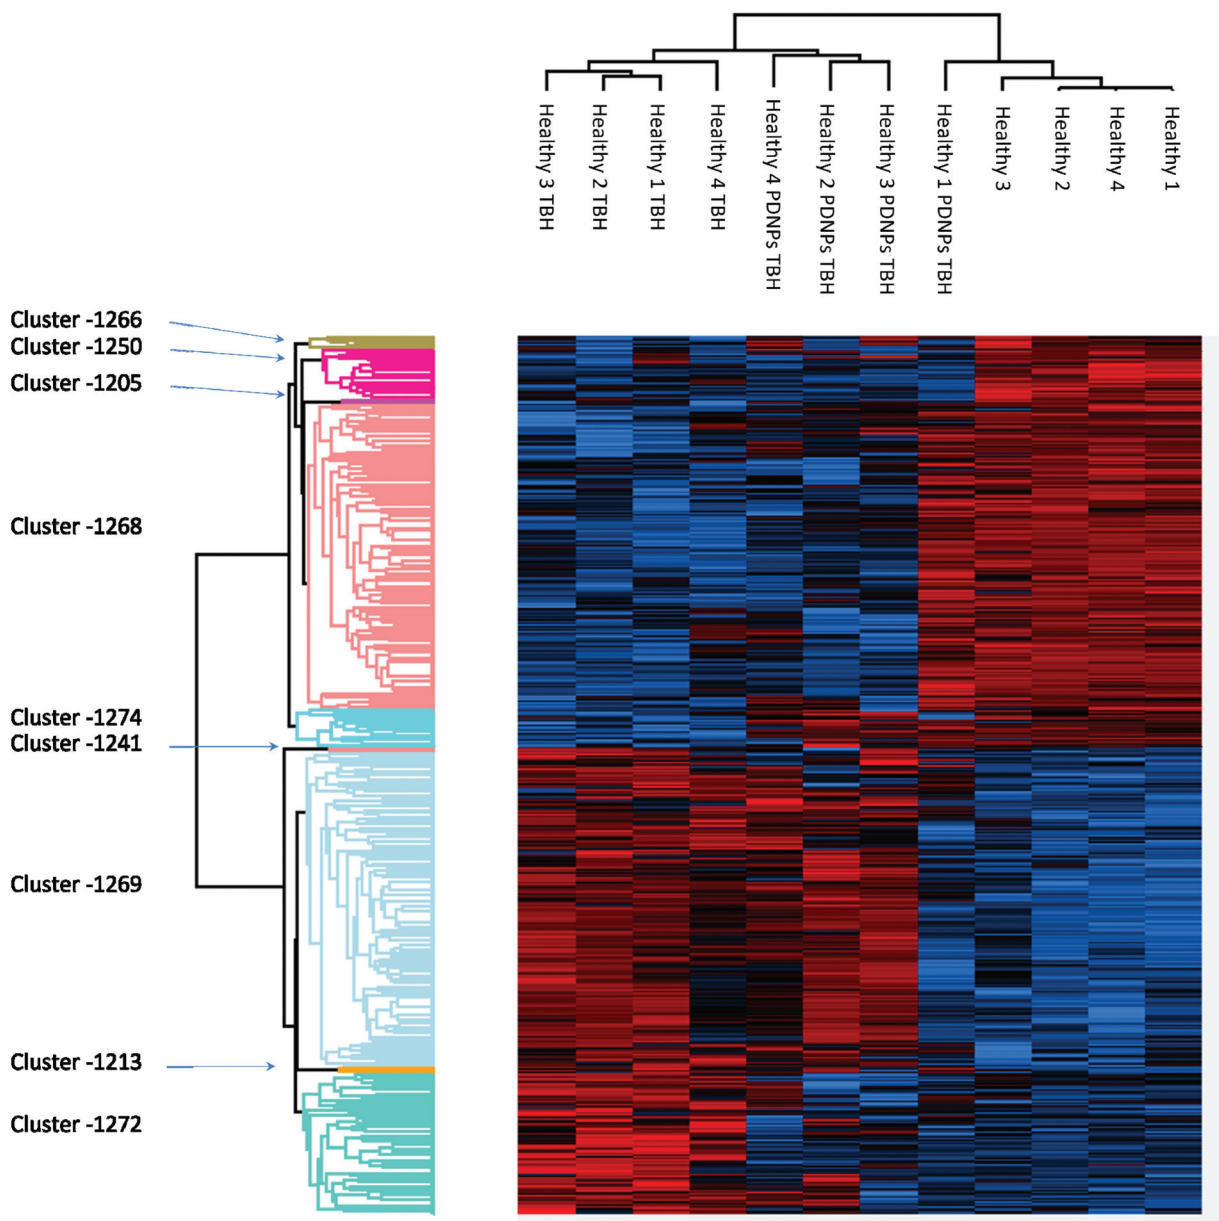 Healthy 3 TBH
Healthy 2 TBH
Healthy 1 TBH
Healthy 4 TBH
Healthy 4 PDNPs TBH
Healthy 2 PDNPs TBH
Healthy 3 PDNPs TBH
Healthy 1 PDNPs TBH
Healthy 3
Healthy 2
Healthy 4
Healthy 1
Cluster -1266
Cluster -1250
Cluster -1205
Cluster -1268
Cluster -1274
Cluster -1241
Cluster -1269
Cluster -1213
Cluster -1272